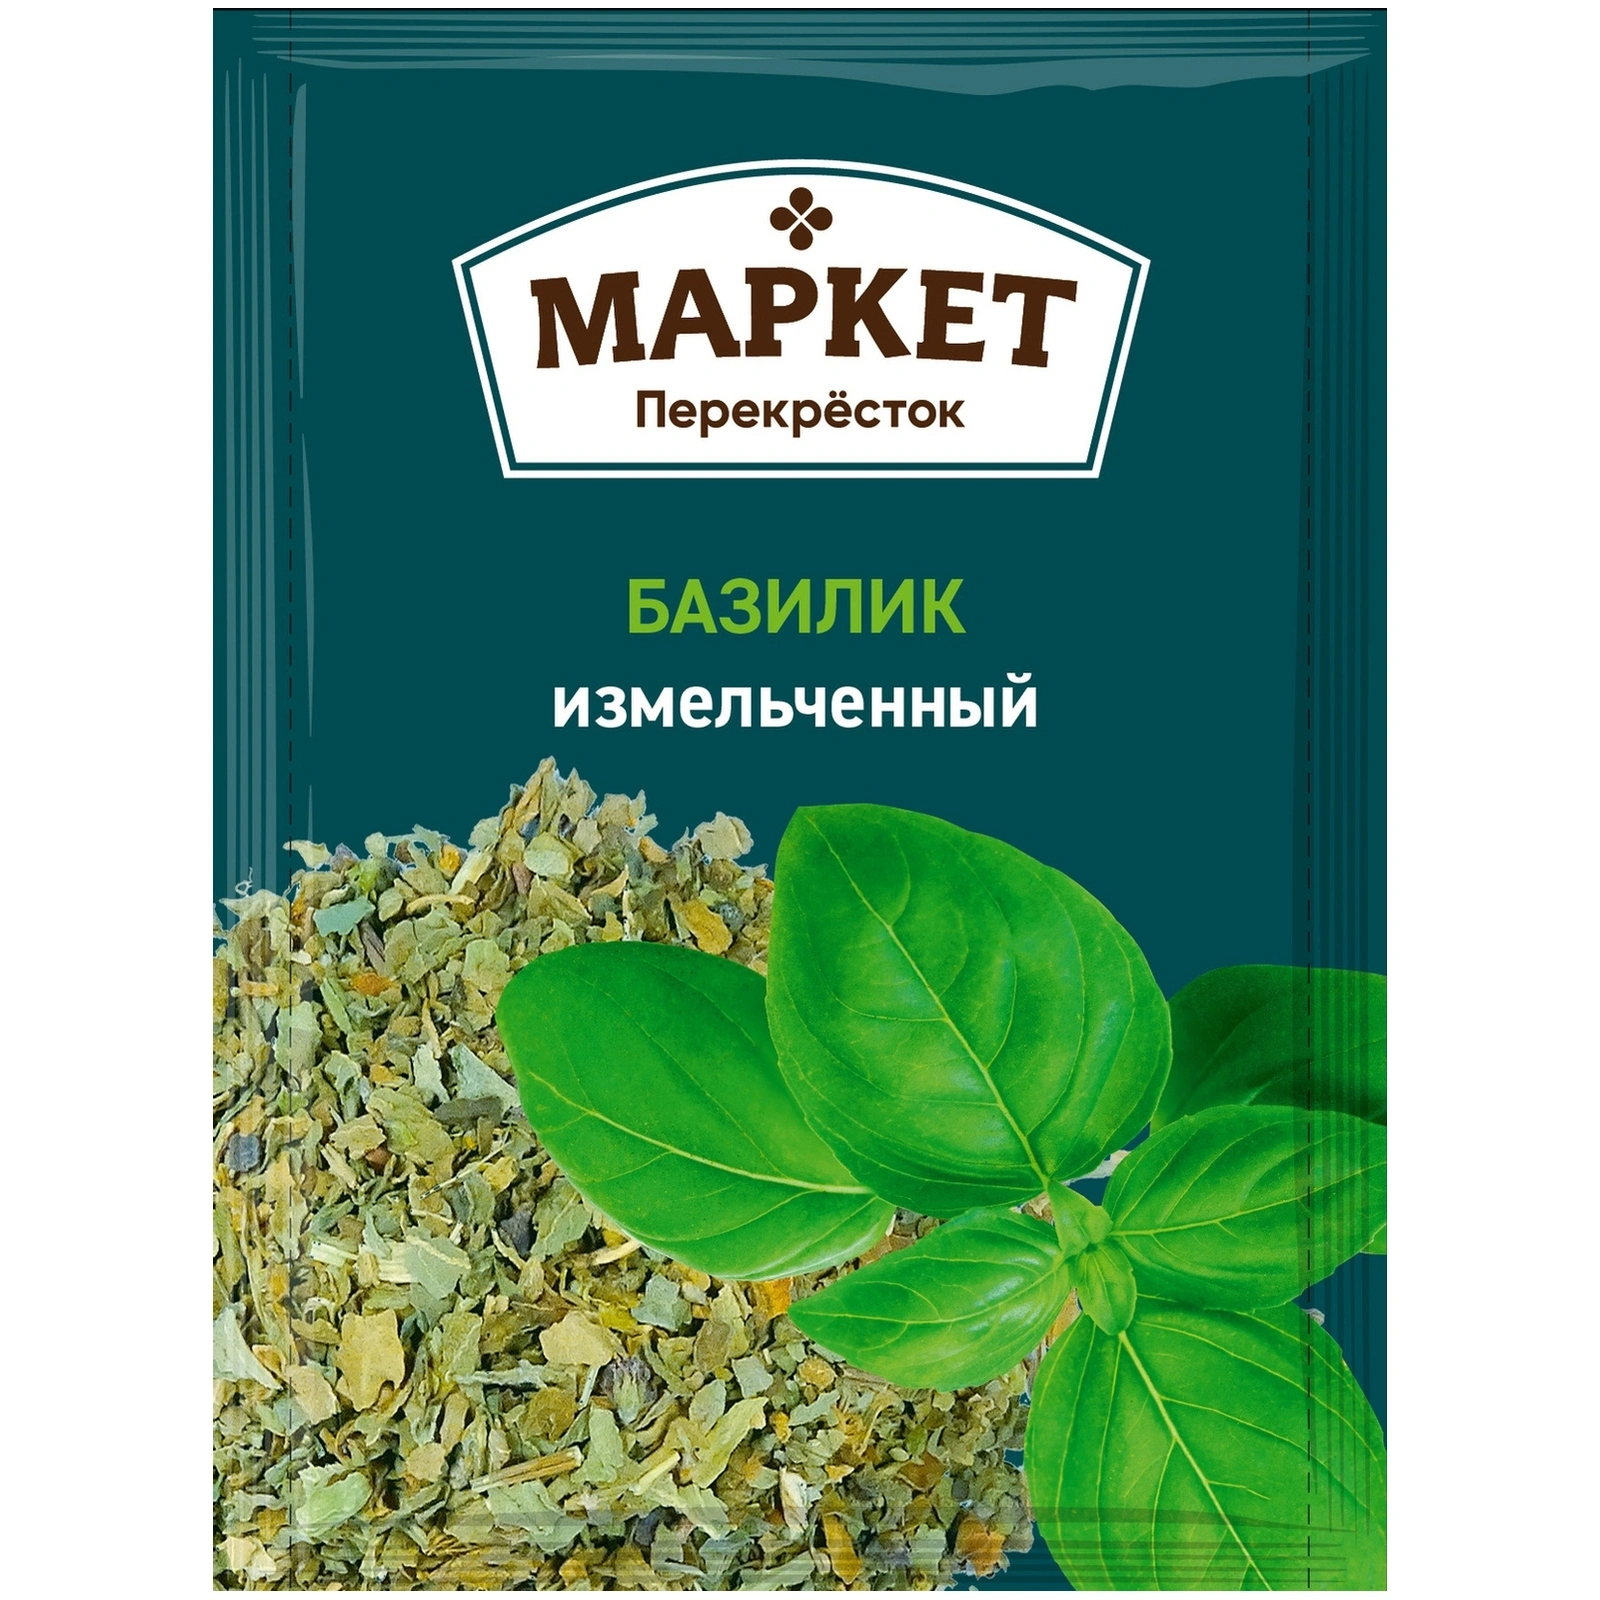 МАРКЕТ
Перекрёсток
БАЗИЛИК
измельченный